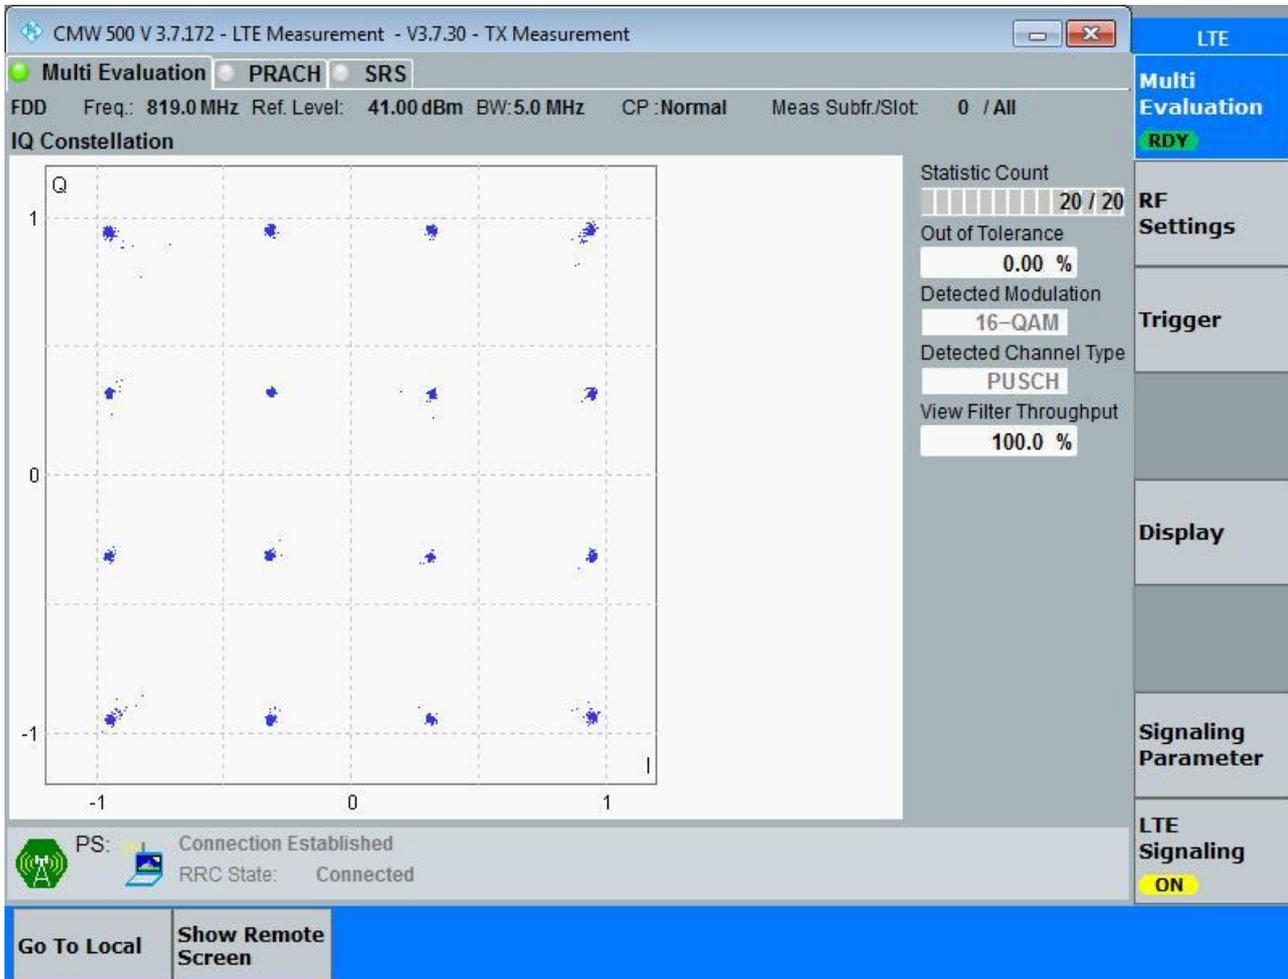 CMW 500 V 3.7.172 - LTE Measurement - V3.7.30 - TX Measurement
LTE
Multi Evaluation PRACH SRS
FDD Freq.: 819.0 MHz Ref. Level: 41.00 dBm BW: 5.0 MHz CP : Normal Meas Subfr./Slot: 0 / All
IQ Constellation
Q
1
0
-1
I
-1 0 1
Statistic Count
20 / 20
Out of Tolerance
0.00 %
Detected Modulation
16-QAM
Detected Channel Type
PUSCH
View Filter Throughput
100.0 %
Multi
Evaluation
RDY
RF
Settings
Trigger
Display
Signaling
Parameter
LTE
Signaling
ON
PS: Connection Established
RRC State: Connected
Go To Local
Show Remote
Screen